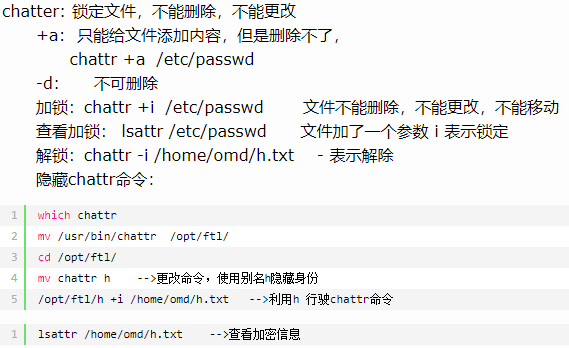 chatter: 锁定文件，不能删除，不能更改
+a: 只能给文件添加内容，但是删除不了，
chattr +a  /etc/passwd
-d:      不可删除
加锁：chattr +i  /etc/passwd       文件不能删除，不能更改，不能移动
查看加锁： lsattr /etc/passwd      文件加了一个参数 i 表示锁定
解锁：chattr -i /home/omd/h.txt    - 表示解除
隐藏chattr命令：
1 which chattr
2 mv /usr/bin/chattr  /opt/ftl/
3 cd /opt/ftl/
4 mv chattr h    -->更改命令，使用别名h隐藏身份
5 /opt/ftl/h +i /home/omd/h.txt   -->利用h 行驶chattr命令
1 lsattr /home/omd/h.txt    -->查看加密信息